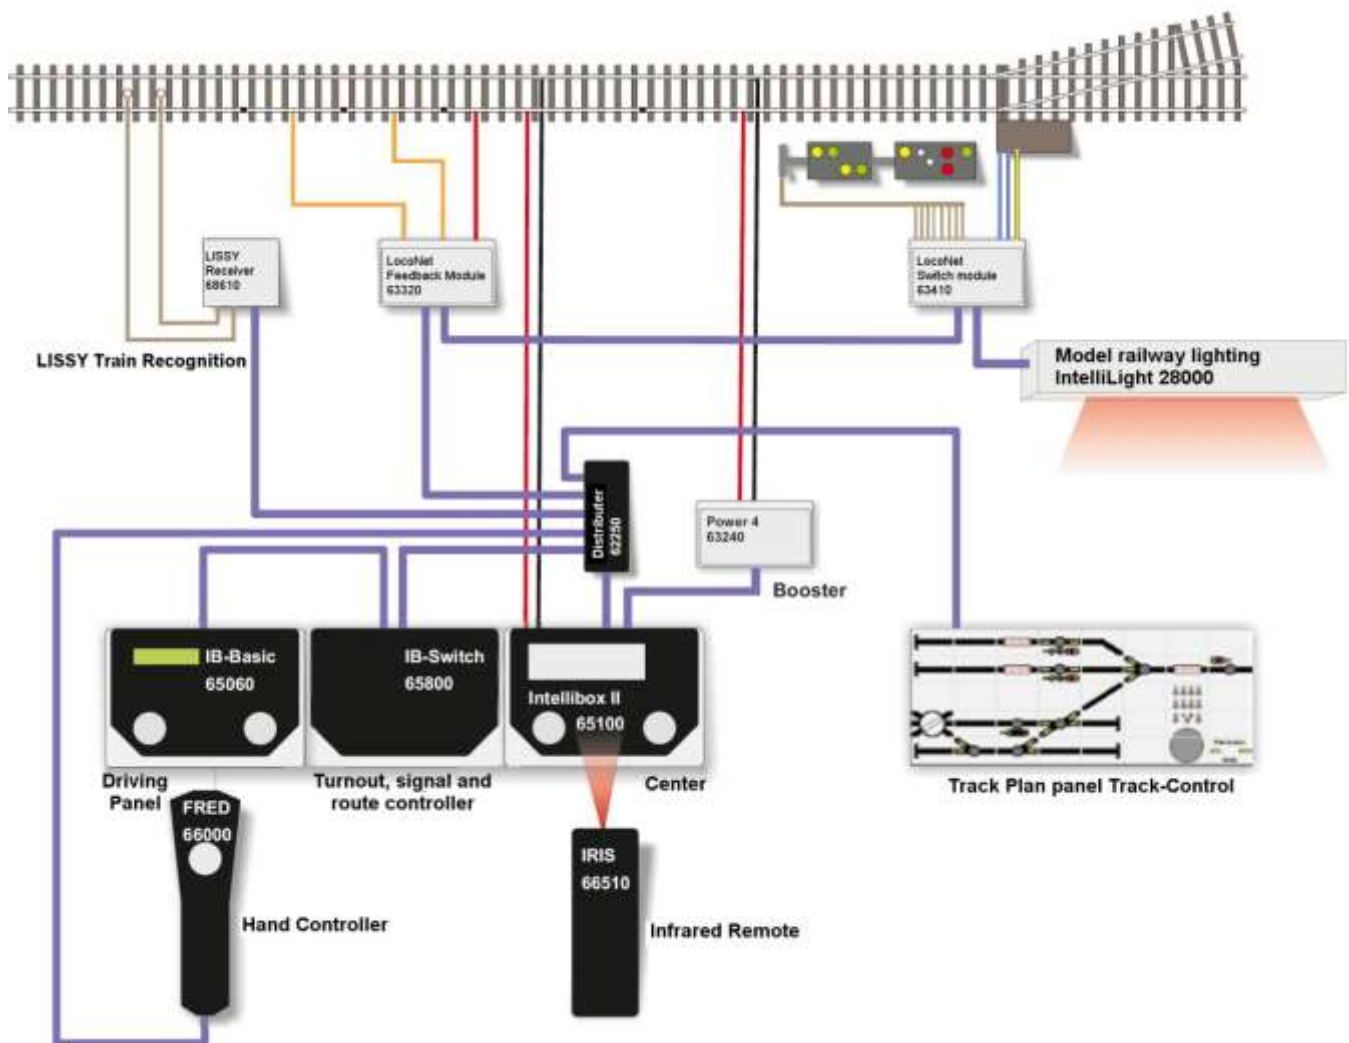 LISSY
Receiver
68610
LocoNet
Feedback Module
63320
LocoNet
Switch module
63410
LISSY Train Recognition
Model railway lighting
IntelliLight 28000
Distributer
62250
Power 4
63240
Booster
IB-Basic
65060
IB-Switch
65800
Intellibox II
65100
Driving
Panel
Turnout, signal and
route controller
Center
Track Plan panel Track-Control
FRED
66000
Hand Controller
IRIS
66510
Infrared Remote